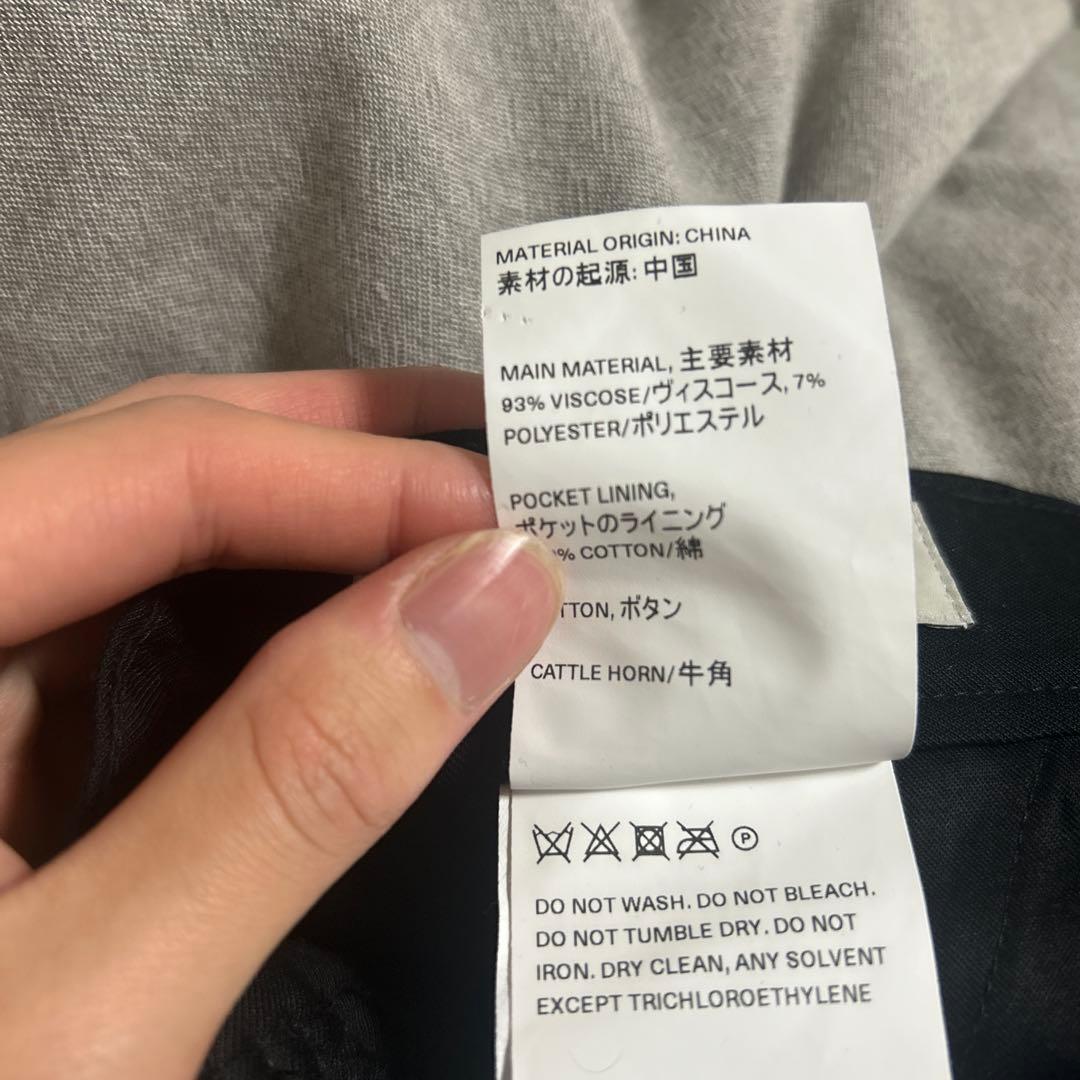 MATERIAL ORIGIN: CHINA
素材の起源: 中国
MAIN MATERIAL, 主要素材
93% VISCOSE/ヴィスコース, 7%
POLYESTER/ポリエステル
POCKET LINING,
ポケットのライニング
% COTTON/綿
TTON, ボタン
CATTLE HORN/牛角
P
DO NOT WASH. DO NOT BLEACH.
DO NOT TUMBLE DRY. DO NOT
IRON. DRY CLEAN, ANY SOLVENT
EXCEPT TRICHLOROETHYLENE